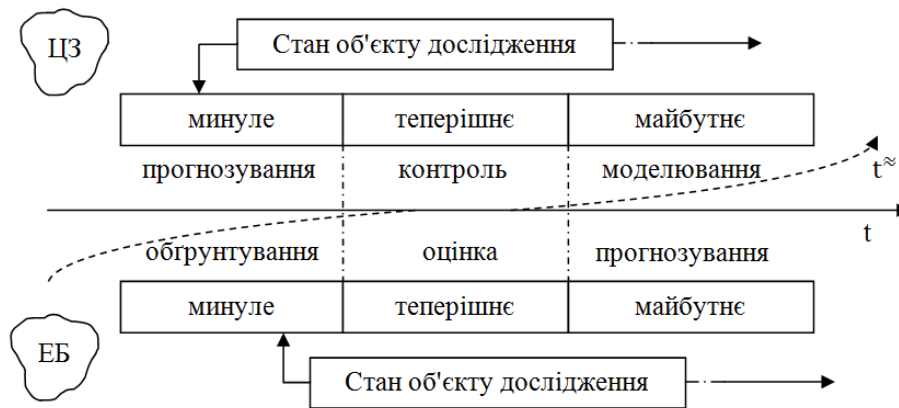 ЦЗ
Стан об'єкту дослідження
минуле теперішнє майбутнє
прогнозування контроль моделювання
t≈
t
обґрунтування оцінка прогнозування
минуле теперішнє майбутнє
ЕБ
Стан об'єкту дослідження